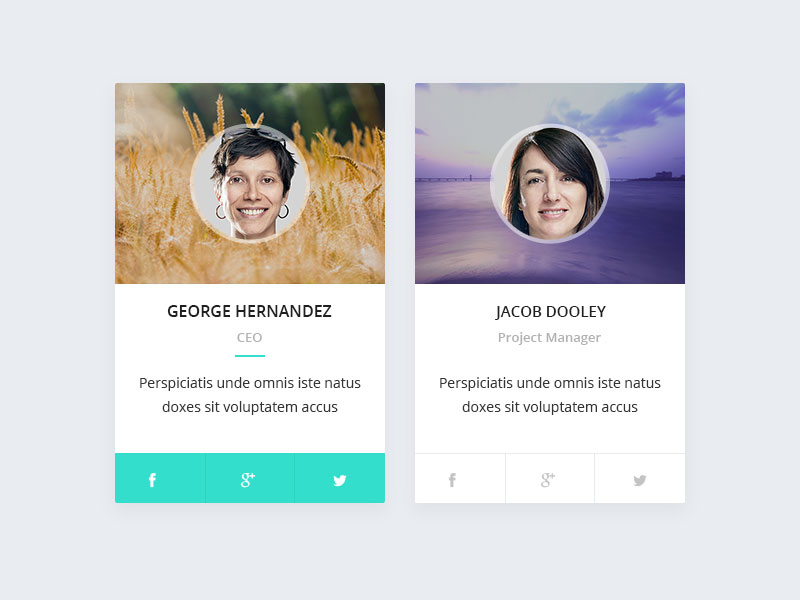 GEORGE HERNANDEZ
CEO
Perspiciatis unde omnis iste natus
doxes sit voluptatem accus
JACOB DOOLEY
Project Manager
Perspiciatis unde omnis iste natus
doxes sit voluptatem accus